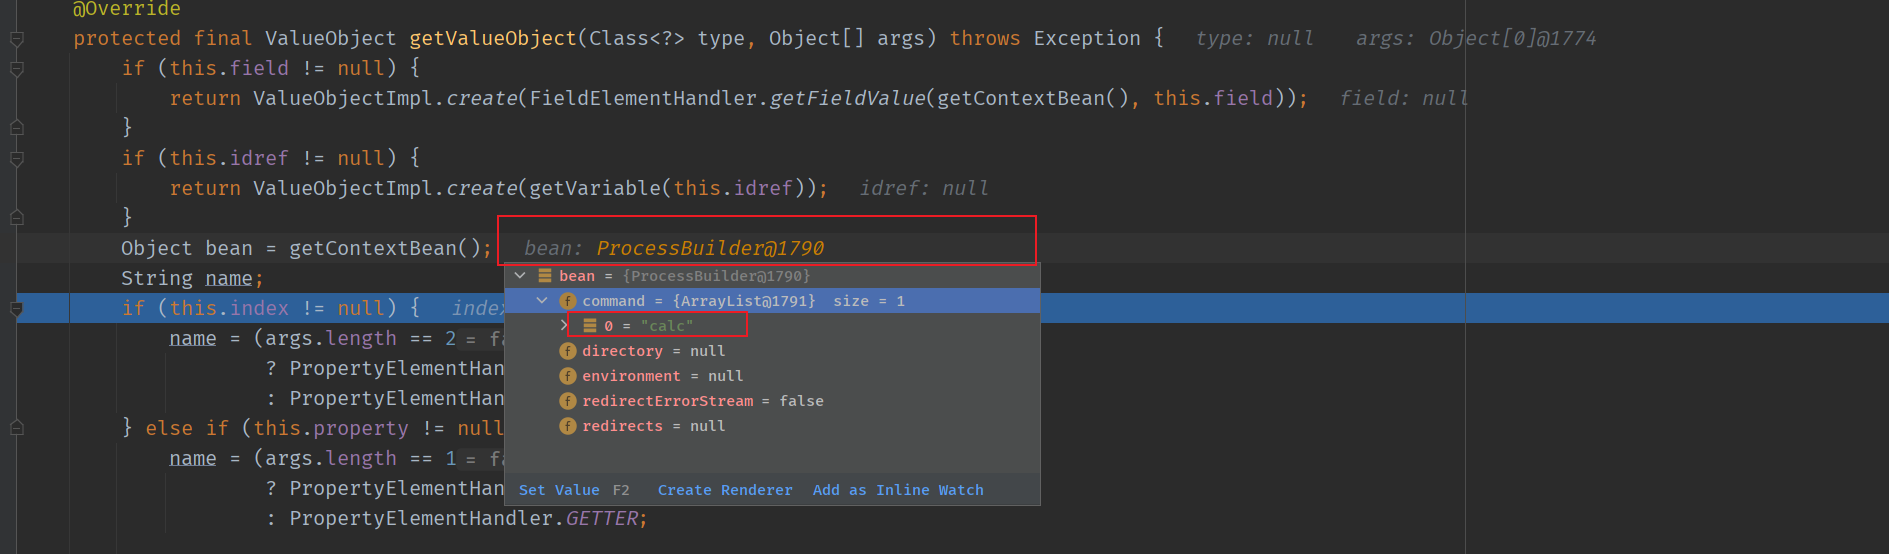 @Override
protected final ValueObject getValueObject(Class<?> type, Object[] args) throws Exception { type: null args: Object[0]@1774
if (this.field != null) {
return ValueObjectImpl.create(FieldElementHandler.getFieldValue(getContextBean(), this.field)); field: null
}
if (this.idref != null) {
return ValueObjectImpl.create(getVariable(this.idref)); idref: null
}
Object bean = getContextBean(); bean: ProcessBuilder@1790
String name;
if (this.index != null) { index
name = (args.length == 2 = fa
? PropertyElementHan
: PropertyElementHan
} else if (this.property != null
name = (args.length == 1 = fa
? PropertyElementHan
: PropertyElementHandler.GETTER;
bean = {ProcessBuilder@1790}
command = {ArrayList@1791} size = 1
0 = "calc"
directory = null
environment = null
redirectErrorStream = false
redirects = null
Set Value F2 Create Renderer Add as Inline Watch